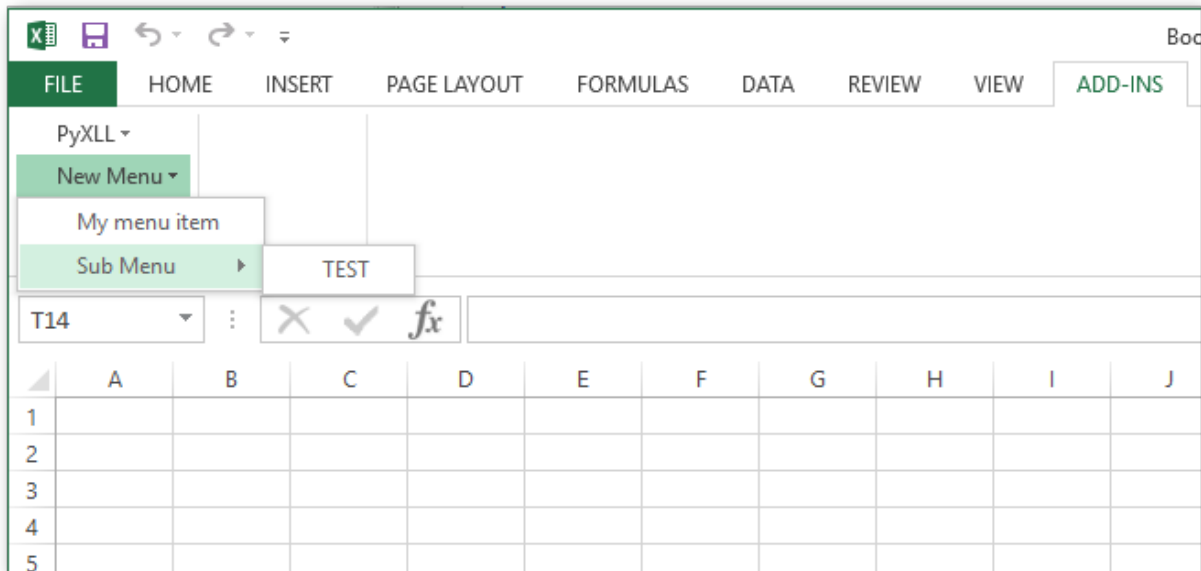 Boo
FILE HOME INSERT PAGE LAYOUT FORMULAS DATA REVIEW VIEW ADD-INS
PyXLL
New Menu
My menu item
Sub Menu TEST
T14 fx
A B C D E F G H I J
1
2
3
4
5